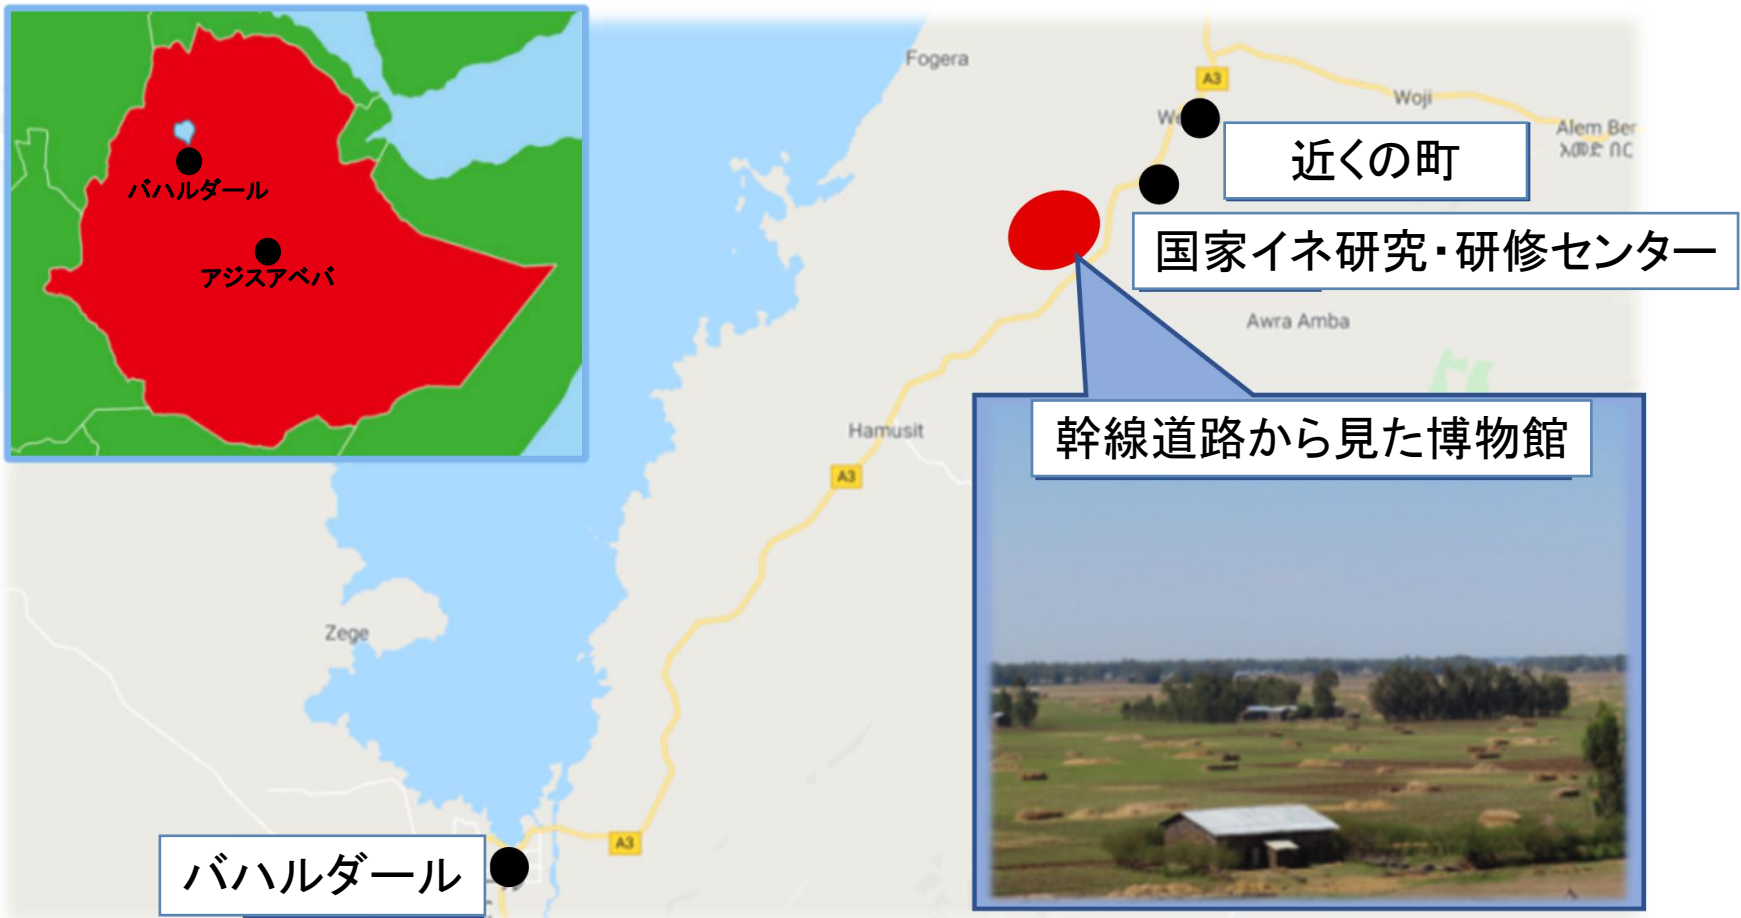 バハルダール
アジスアベバ
Fogera
A3
Woji
Alem Ber
አለም በር
近くの町
国家イネ研究・研修センター
Awra Amba
幹線道路から見た博物館
Hamusit
A3
Zege
A3
バハルダール